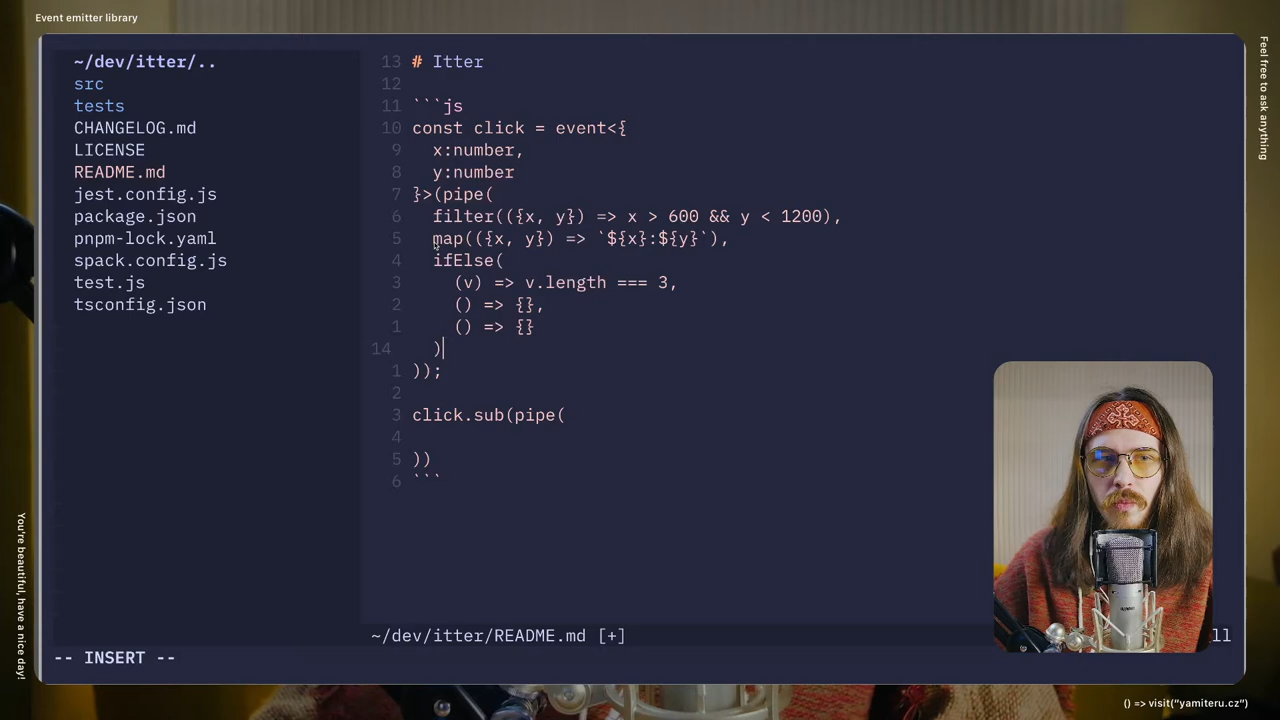 Event emitter library
Feel free to ask anything
~/dev/itter/..
src
tests
CHANGELOG.md
LICENSE
README.md
jest.config.js
package.json
pnpm-lock.yaml
spack.config.js
test.js
tsconfig.json
13 # Itter
12
11 ```js
10 const click = event<{
9   x:number,
8   y:number
7 }>(pipe(
6   filter(({x, y}) => x > 600 && y < 1200),
5   map(({x, y}) => `${x}:${y}`),
4   ifElse(
3     (v) => v.length === 3,
2     () => {},
1     () => {}
14   )
1 ));
2
3 click.sub(pipe(
4
5 ))
6 ```
~/dev/itter/README.md [+]
-- INSERT --
You're beautiful, have a nice day!
() => visit("yamiteru.cz")